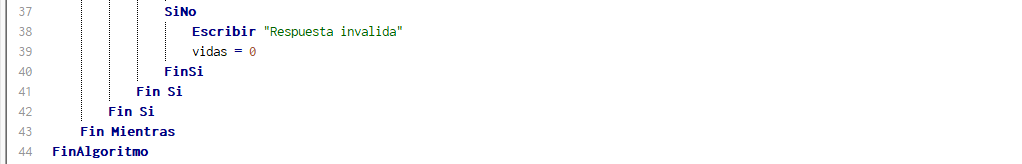 37 SiNo
38 Escribir "Respuesta invalida"
39 vidas = 0
40 FinSi
41 Fin Si
42 Fin Si
43 Fin Mientras
44 FinAlgoritmo